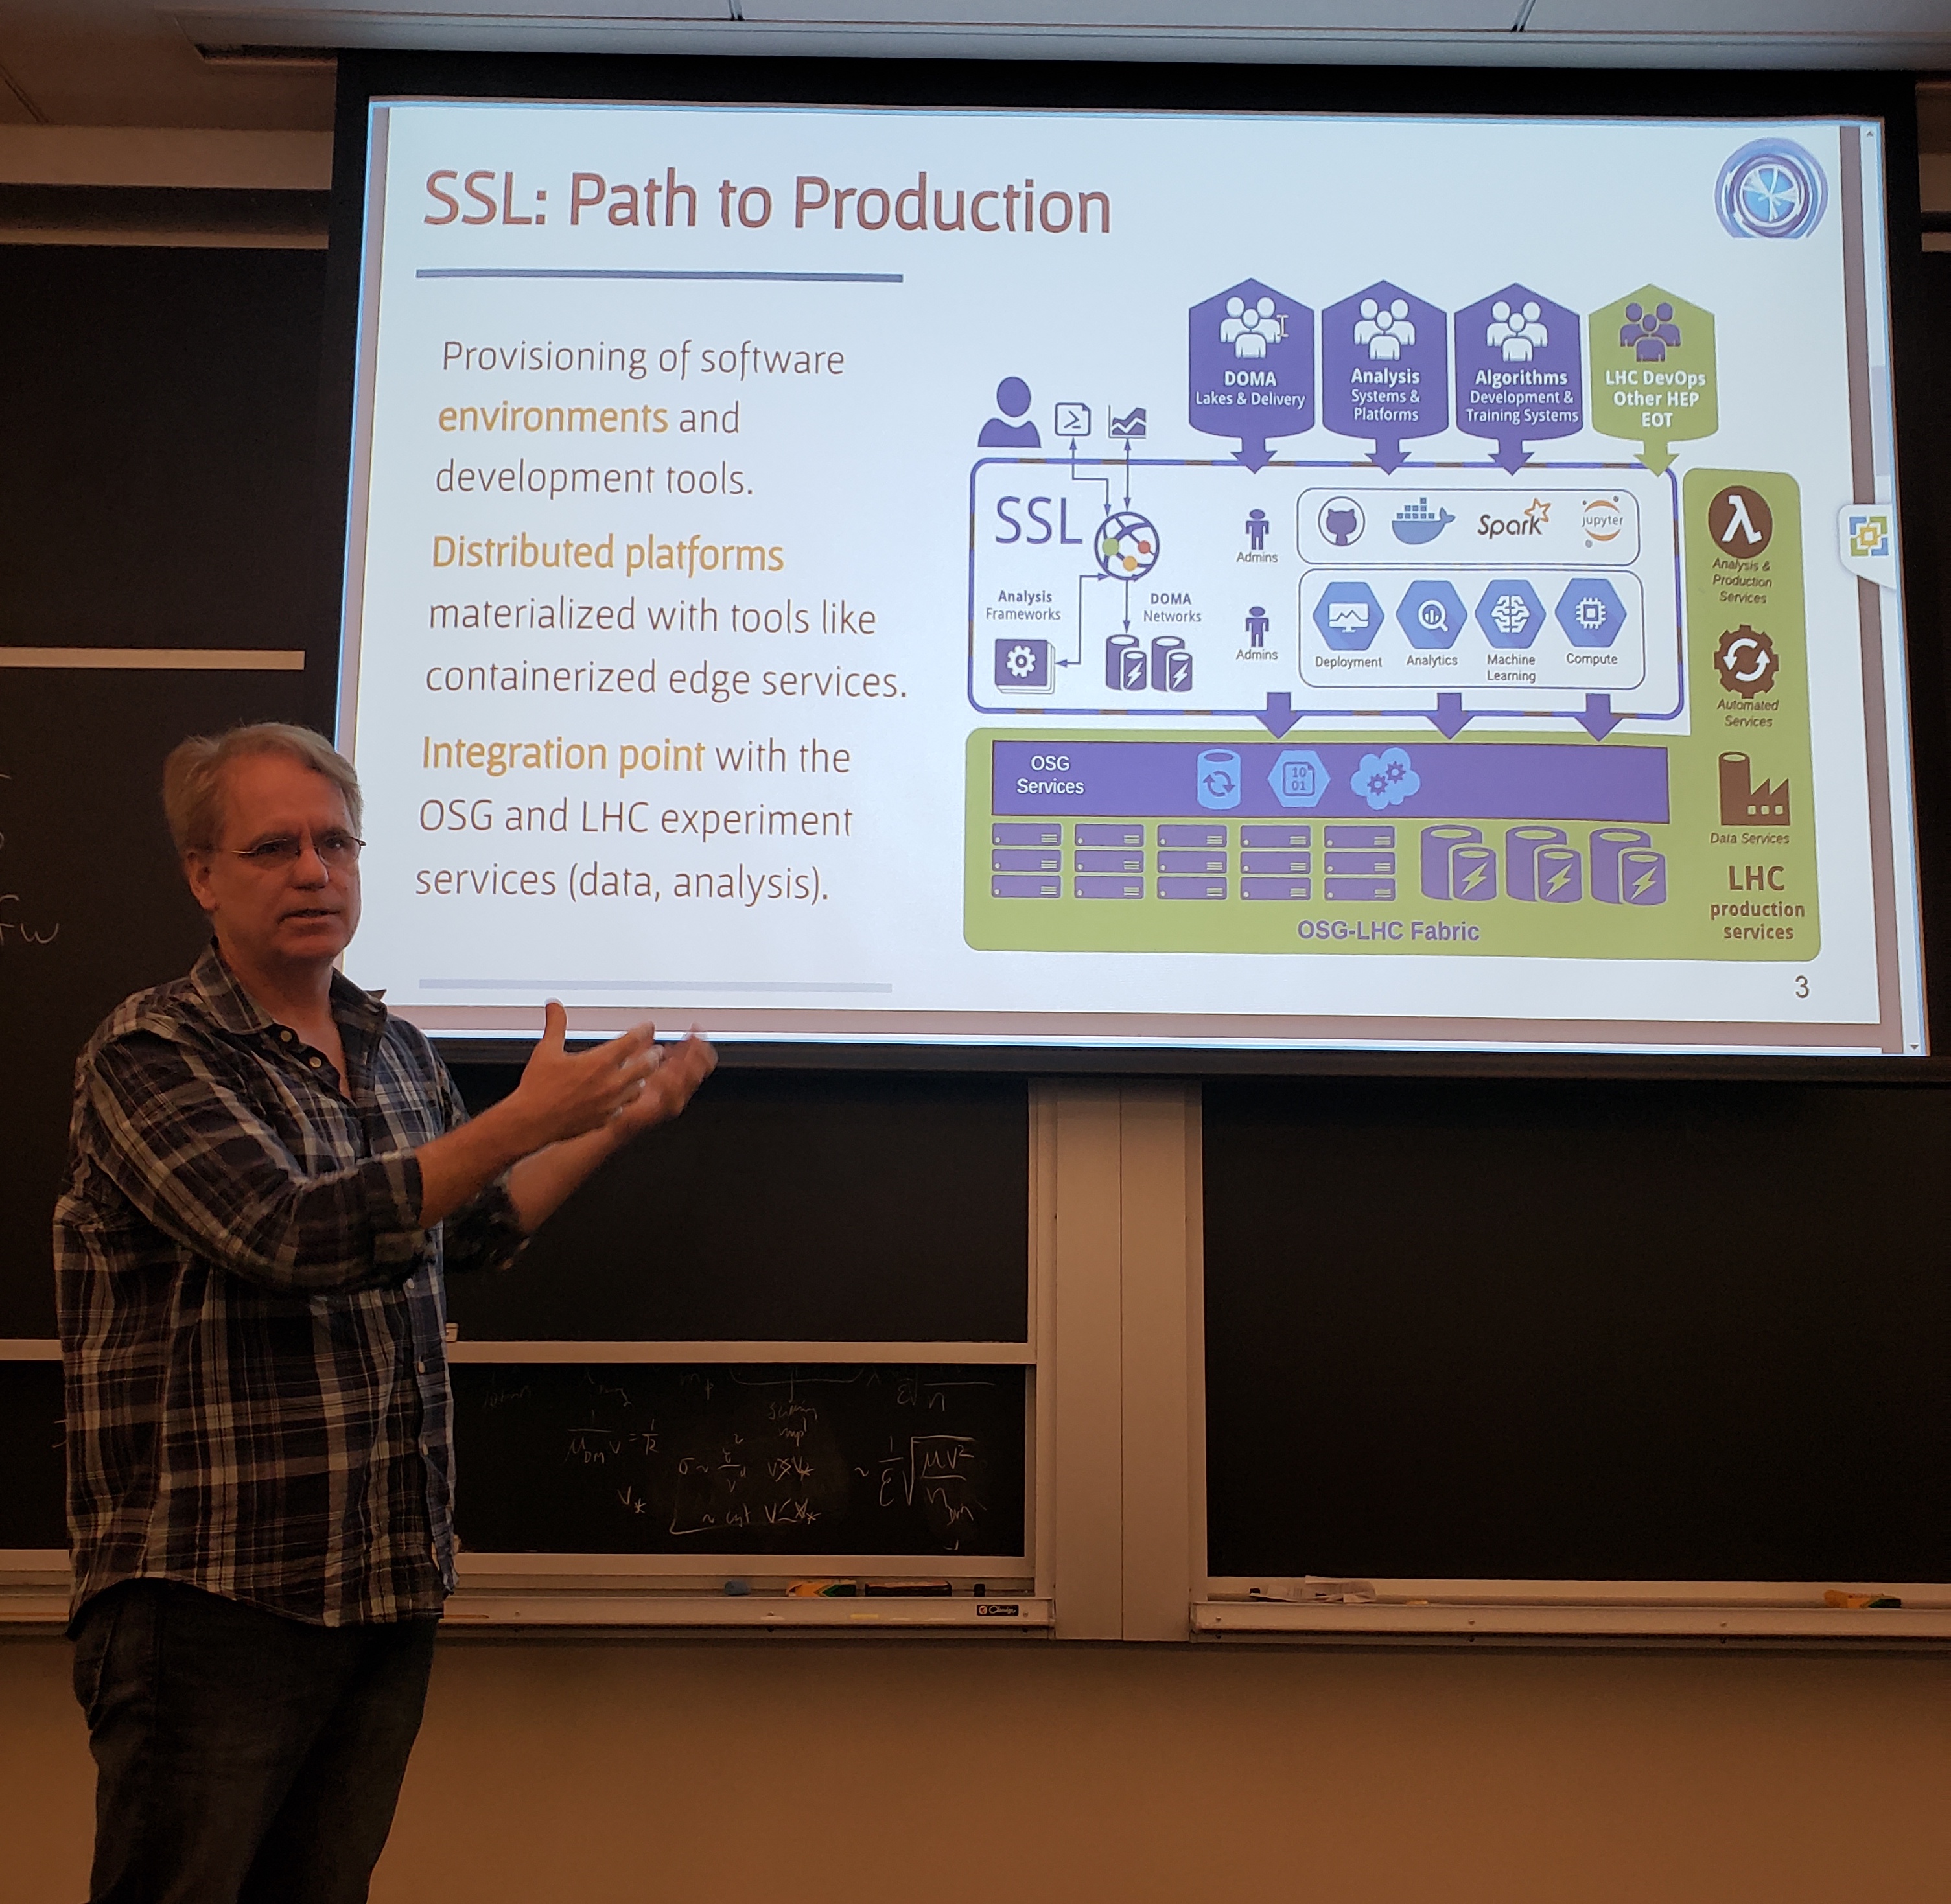 SSL: Path to Production
Provisioning of software
environments and
development tools.
Distributed platforms
materialized with tools like
containerized edge services.
Integration point with the
OSG and LHC experiment
services (data, analysis).
DOMA
Lakes & Delivery
Analysis
Systems &
Platforms
Algorithms
Development &
Training Systems
LHC DevOps
Other HEP
EOT
SSL
Analysis
Frameworks
DOMA
Networks
Admins
Admins
Spark
jupyter
Deployment
Analytics
Machine
Learning
Compute
Analysis &
Production
Services
Automated
Services
Data Services
LHC
production
services
OSG
Services
10
01
OSG-LHC Fabric
3
fw